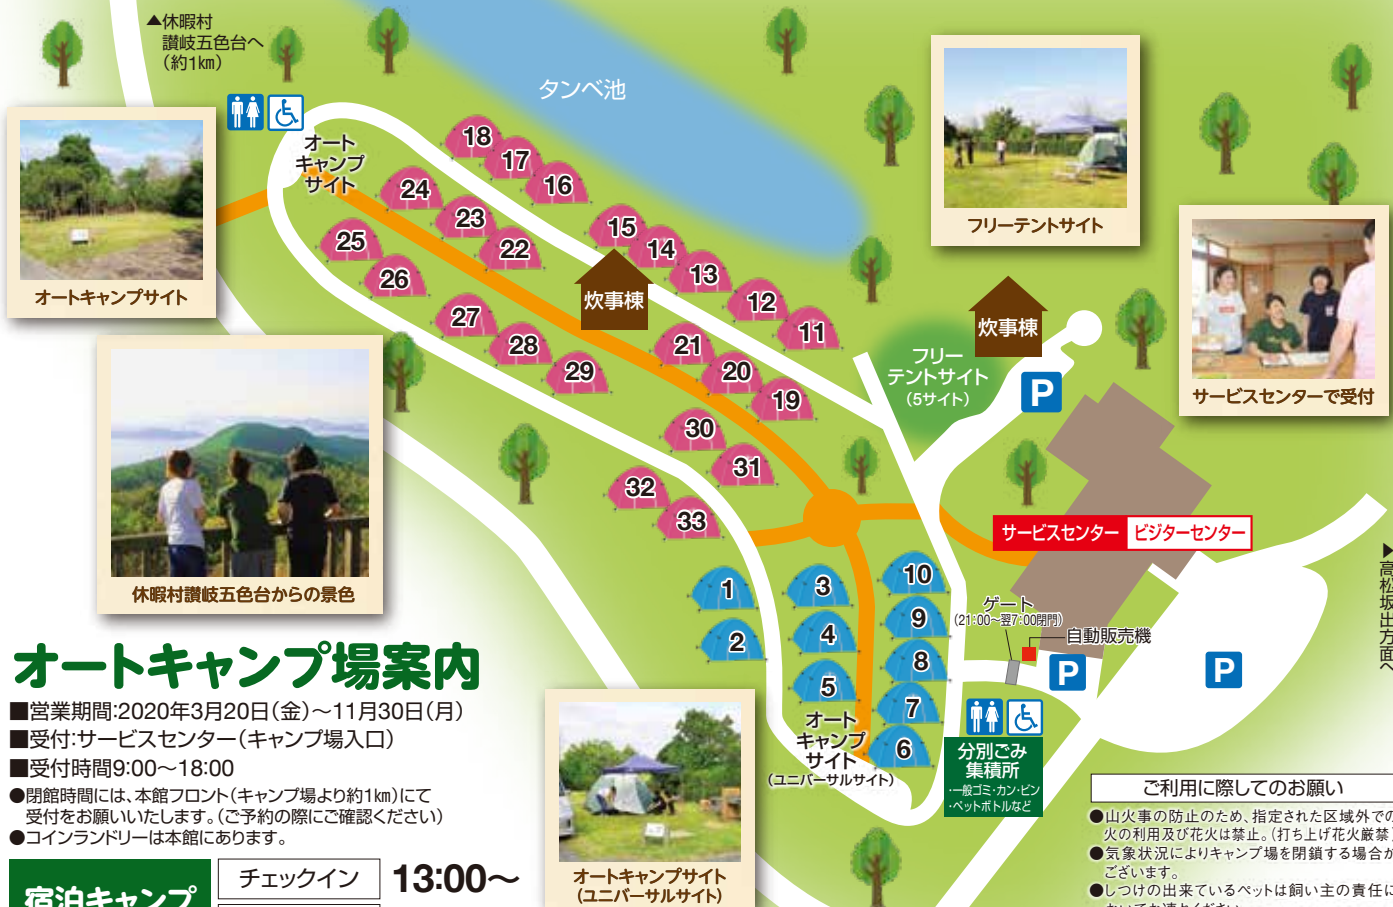 ▲休暇村
讃岐五色台へ
(約1km)
タンベ池
オート
キャンプ
サイト
18
17
16
24
23
22
25
26
15
14
13
12
11
27
28
29
21
20
19
30
31
32
33
炊事棟
炊事棟
フリー
テントサイト
(5サイト)
P
オートキャンプサイト
フリーテントサイト
サービスセンターで受付
休暇村讃岐五色台からの景色
サービスセンター
ビジターセンター
▶高松坂出方面へ
1
2
3
4
5
10
9
8
7
6
ゲート
(21:00〜翌7:00閉門)
自動販売機
P
P
オート
キャンプ
サイト
(ユニバーサルサイト)
分別ごみ
集積所
・一般ゴミ・カン・ビン
・ペットボトルなど
オートキャンプサイト
(ユニバーサルサイト)
オートキャンプ場案内
■営業期間:2020年3月20日(金)〜11月30日(月)
■受付:サービスセンター(キャンプ場入口)
■受付時間9:00〜18:00
●閉館時間には、本館フロント(キャンプ場より約1km)にて
受付をお願いいたします。(ご予約の際にご確認ください)
●コインランドリーは本館にあります。
宿泊キャンプ
チェックイン
13:00〜
ご利用に際してのお願い
●山火事の防止のため、指定された区域外での
火の利用及び花火は禁止。(打ち上げ花火厳禁)
●気象状況によりキャンプ場を閉鎖する場合が
ございます。
●しつけの出来ているペットは飼い主の責任に